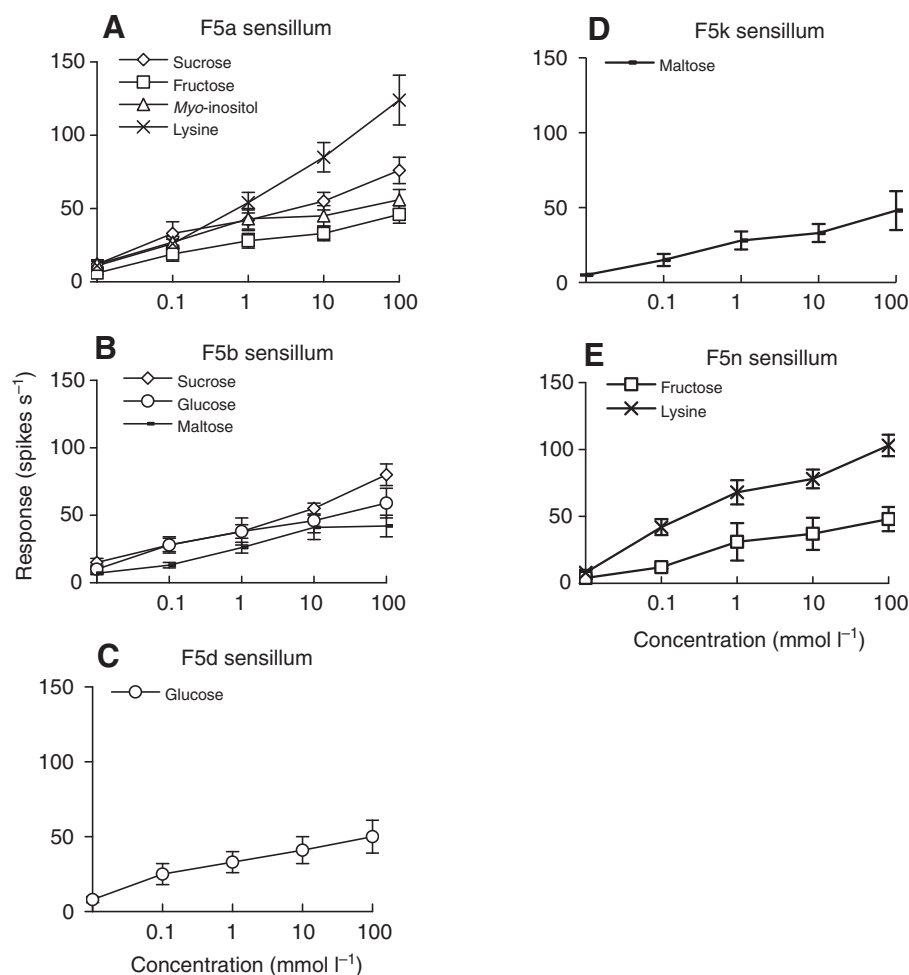 A F5a sensillum
Sucrose
Fructose
Myo-inositol
Lysine
150
100
50
0
0.1 1 10 100
B F5b sensillum
Sucrose
Glucose
Maltose
150
100
50
0
0.1 1 10 100
Response (spikes s⁻¹)
C F5d sensillum
Glucose
150
100
50
0
0.1 1 10 100
Concentration (mmol l⁻¹)
D F5k sensillum
Maltose
150
100
50
0
0.1 1 10 100
E F5n sensillum
Fructose
Lysine
150
100
50
0
0.1 1 10 100
Concentration (mmol l⁻¹)